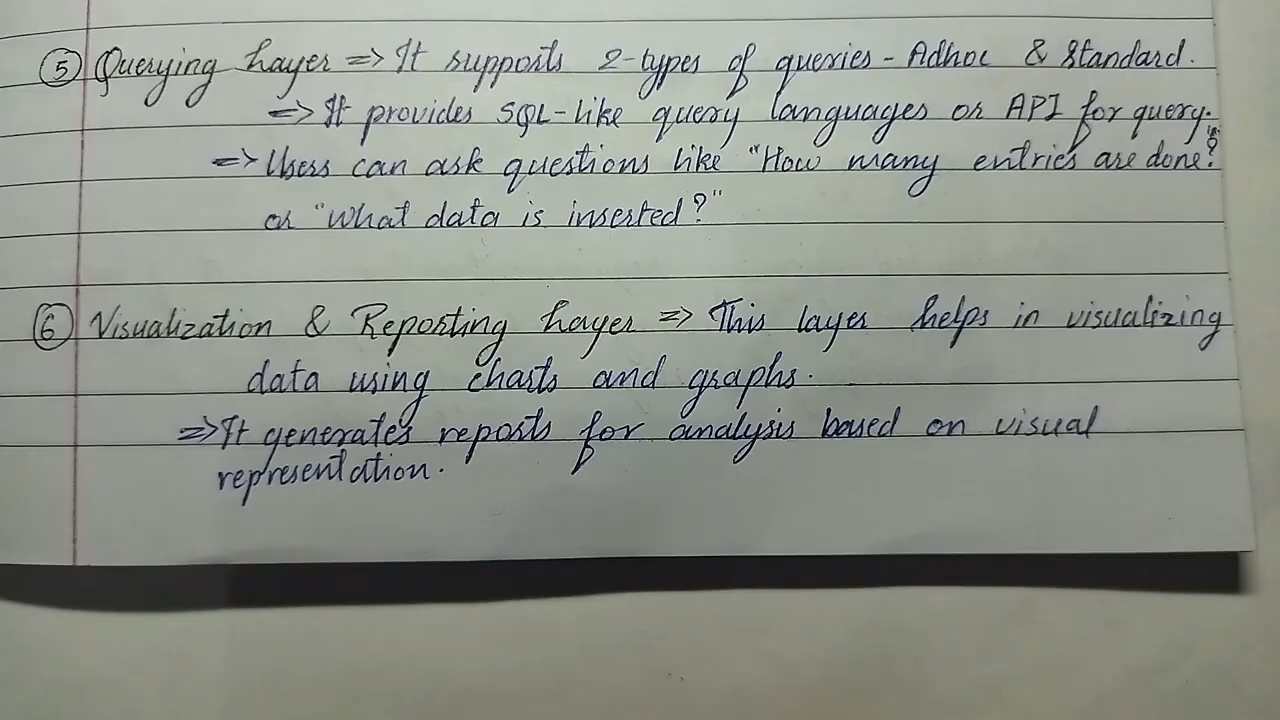 ⑤ Querying Layer => It supports 2-types of queries - Adhoc & Standard.
=> It provides SQL-like query languages or API for query.
=> Users can ask questions like "How many entries are done?"
or "What data is inserted?"
⑥ Visualization & Reporting Layer => This layer helps in visualizing
data using charts and graphs.
=> It generates reports for analysis based on visual
representation.